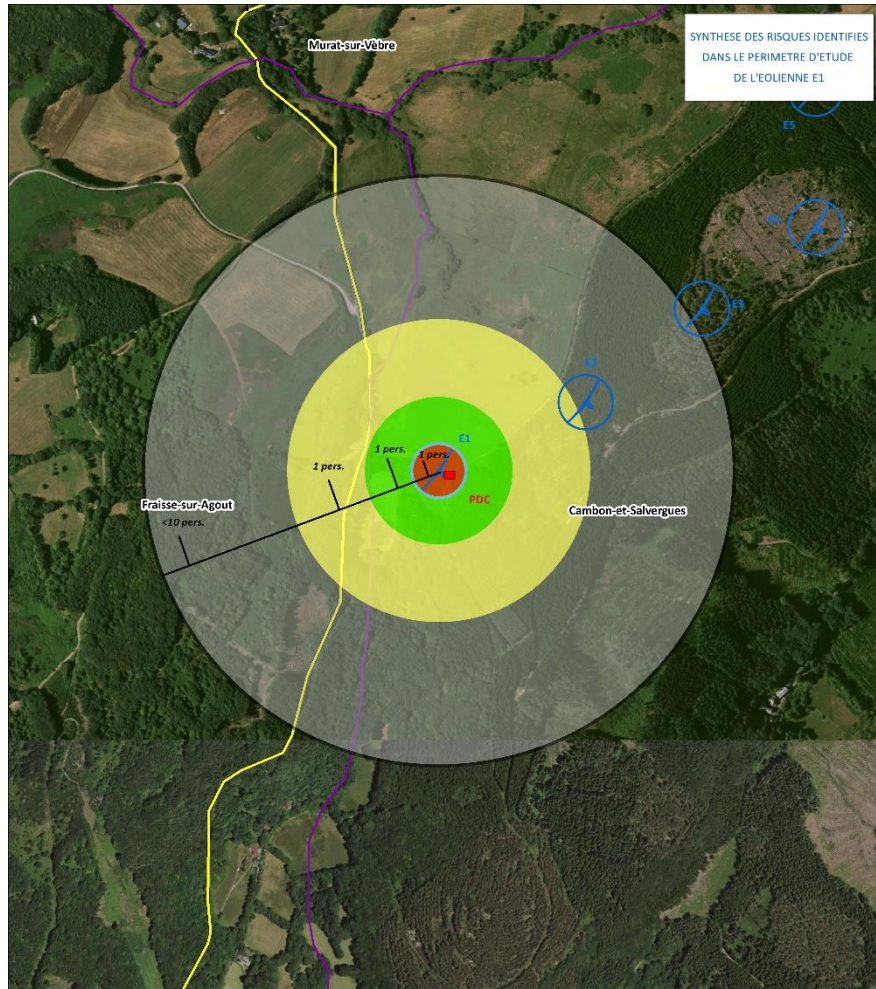 SYNTHESE DES RISQUES IDENTIFIES
DANS LE PERIMETRE D'ETUDE
DE L'EOLIENNE E1
Murat-sur-Vèbre
E5
E4
E3
E2
E1
1 pers.
1 pers.
1 pers.
PDC
Fraisse-sur-Agout
<10 pers.
Cambon-et-Salvergues